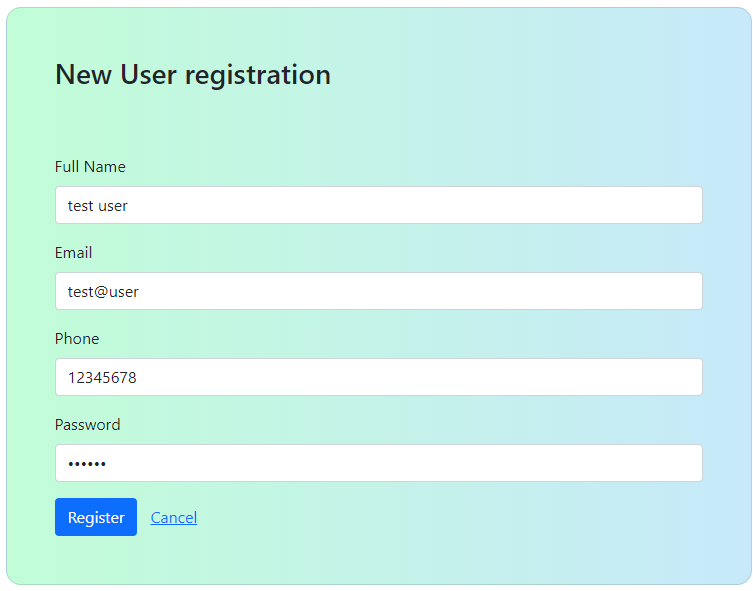 New User registration
Full Name
test user
Email
test@user
Phone
12345678
Password
••••••
Register Cancel